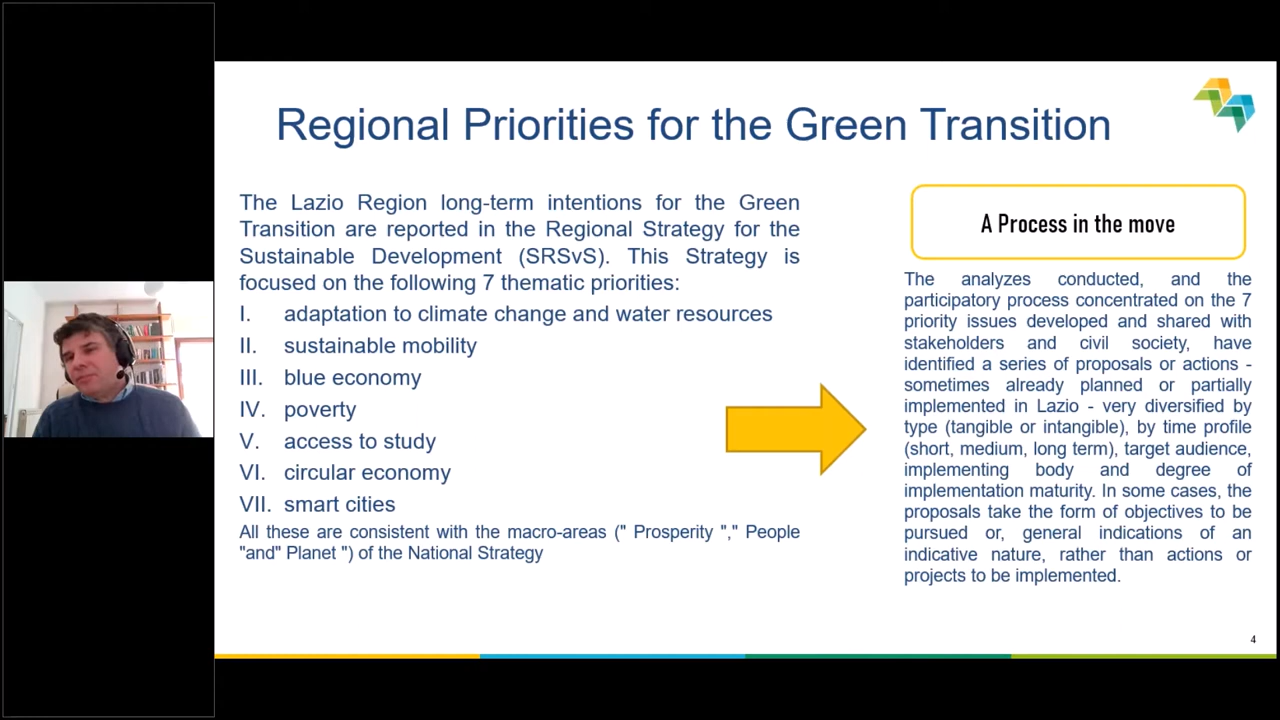 Regional Priorities for the Green Transition
The Lazio Region long-term intentions for the Green
Transition are reported in the Regional Strategy for the
Sustainable Development (SRSvS). This Strategy is
focused on the following 7 thematic priorities:
I. adaptation to climate change and water resources
II. sustainable mobility
III. blue economy
IV. poverty
V. access to study
VI. circular economy
VII. smart cities
All these are consistent with the macro-areas (" Prosperity "," People
"and" Planet ") of the National Strategy
A Process in the move
The analyzes conducted, and the
participatory process concentrated on the 7
priority issues developed and shared with
stakeholders and civil society, have
identified a series of proposals or actions -
sometimes already planned or partially
implemented in Lazio - very diversified by
type (tangible or intangible), by time profile
(short, medium, long term), target audience,
implementing body and degree of
implementation maturity. In some cases, the
proposals take the form of objectives to be
pursued or, general indications of an
indicative nature, rather than actions or
projects to be implemented.
4